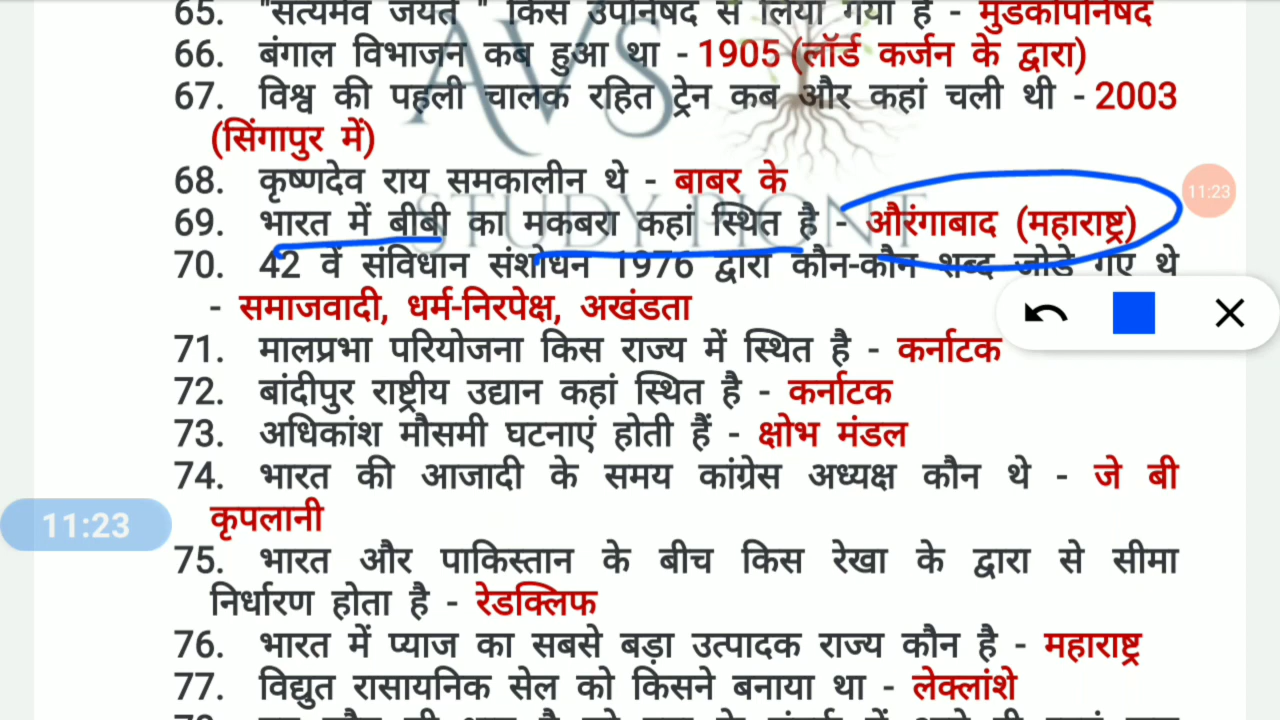 65. "सत्यमेव जयते " किस उपनिषद से लिया गया है - मुंडकोपनिषद
66. बंगाल विभाजन कब हुआ था - 1905 (लॉर्ड कर्जन के द्वारा)
67. विश्व की पहली चालक रहित ट्रेन कब और कहां चली थी - 2003
(सिंगापुर में)
68. कृष्णदेव राय समकालीन थे - बाबर के
11:23
69. भारत में बीबी का मकबरा कहां स्थित है - औरंगाबाद (महाराष्ट्र)
AVS
STUDY PIONT
70. 42 वें संविधान संशोधन 1976 द्वारा कौन-कौन शब्द जोडे गए थे
- समाजवादी, धर्म-निरपेक्ष, अखंडता
71. मालप्रभा परियोजना किस राज्य में स्थित है - कर्नाटक
72. बांदीपुर राष्ट्रीय उद्यान कहां स्थित है - कर्नाटक
73. अधिकांश मौसमी घटनाएं होती हैं - क्षोभ मंडल
74. भारत की आजादी के समय कांग्रेस अध्यक्ष कौन थे - जे बी
कृपलानी
11:23
75. भारत और पाकिस्तान के बीच किस रेखा के द्वारा से सीमा
निर्धारण होता है - रेडक्लिफ
76. भारत में प्याज का सबसे बड़ा उत्पादक राज्य कौन है - महाराष्ट्र
77. विद्युत रासायनिक सेल को किसने बनाया था - लेक्लांशे